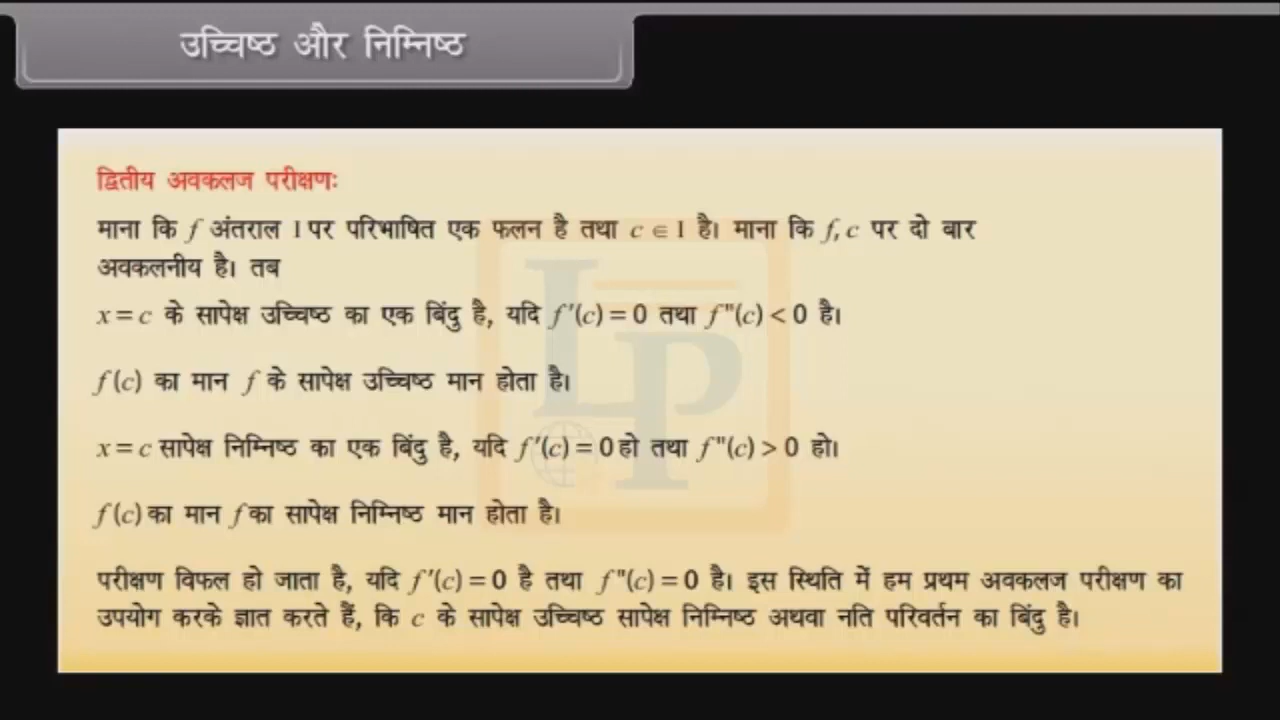 उच्चिष्ठ और निम्निष्ठ
द्वितीय अवकलज परीक्षणः
माना कि f अंतराल I पर परिभाषित एक फलन है तथा c ∈ I है। माना कि f, c पर दो बार
अवकलनीय है। तब
x = c के सापेक्ष उच्चिष्ठ का एक बिंदु है, यदि f'(c) = 0 तथा f"(c) < 0 है।
f(c) का मान f के सापेक्ष उच्चिष्ठ मान होता है।
x = c सापेक्ष निम्निष्ठ का एक बिंदु है, यदि f'(c) = 0 हो तथा f"(c) > 0 हो।
f(c) का मान f का सापेक्ष निम्निष्ठ मान होता है।
परीक्षण विफल हो जाता है, यदि f'(c) = 0 है तथा f"(c) = 0 है। इस स्थिति में हम प्रथम अवकलज परीक्षण का
उपयोग करके ज्ञात करते हैं, कि c के सापेक्ष उच्चिष्ठ सापेक्ष निम्निष्ठ अथवा नति परिवर्तन का बिंदु है।
LP